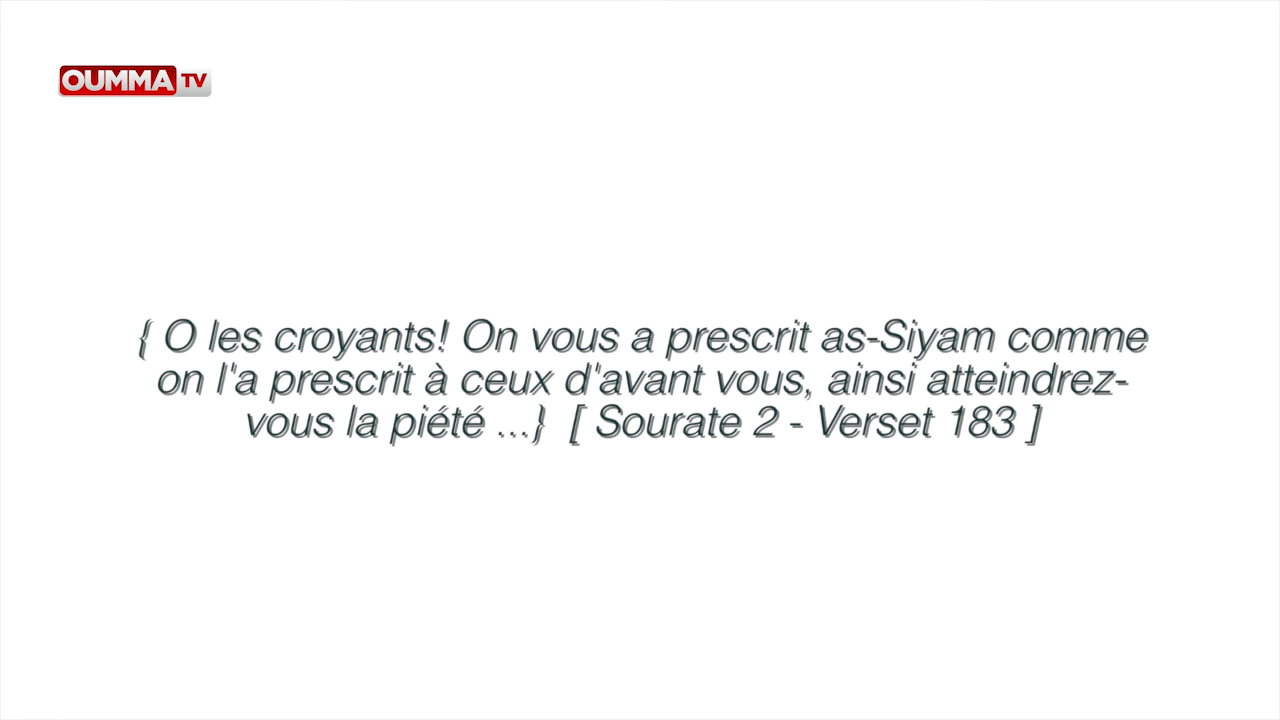 OUMMA TV
{ O les croyants! On vous a prescrit as-Siyam comme
on l'a prescrit à ceux d'avant vous, ainsi atteindrez-
vous la piété ...} [ Sourate 2 - Verset 183 ]